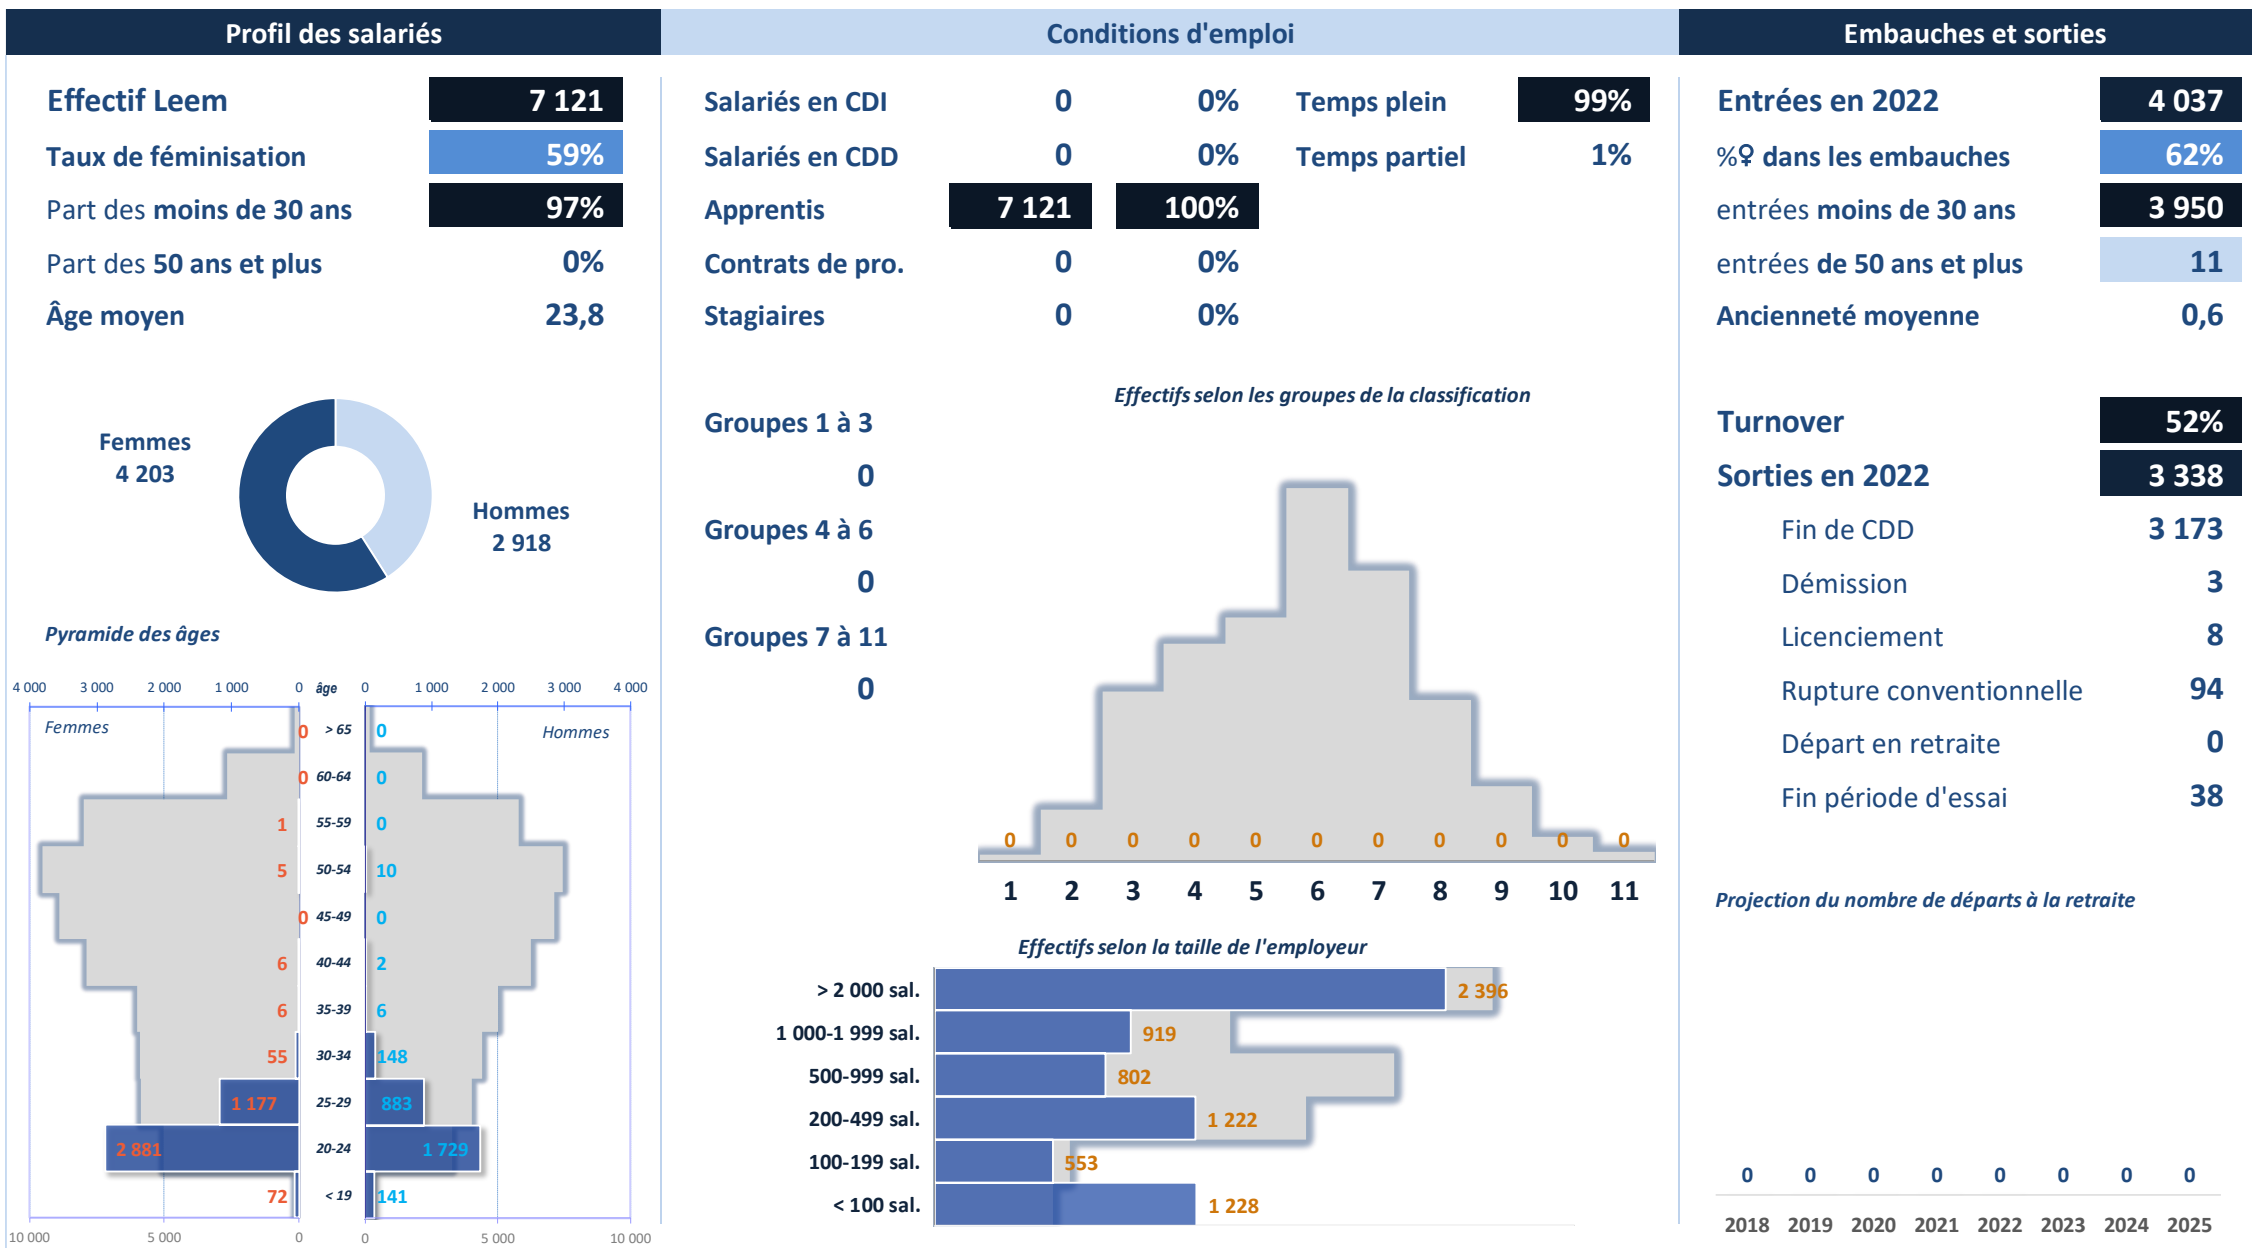 Profil des salariés
Effectif Leem 7 121
Taux de féminisation 59%
Part des moins de 30 ans 97%
Part des 50 ans et plus 0%
Âge moyen 23,8
Femmes
4 203
Hommes
2 918
Pyramide des âges
4 000 3 000 2 000 1 000 0 âge 0 1 000 2 000 3 000 4 000
Femmes Hommes
0 > 65 0
0 60-64 0
1 55-59 0
5 50-54 10
0 45-49 0
6 40-44 2
6 35-39 6
55 30-34 148
1 177 25-29 883
2 881 20-24 1 729
72 < 19 141
10 000 5 000 0 0 5 000 10 000
Conditions d'emploi
Salariés en CDI 0 0% Temps plein 99%
Salariés en CDD 0 0% Temps partiel 1%
Apprentis 7 121 100%
Contrats de pro. 0 0%
Stagiaires 0 0%
Groupes 1 à 3
0
Groupes 4 à 6
0
Groupes 7 à 11
0
Effectifs selon les groupes de la classification
0 0 0 0 0 0 0 0 0 0 0
1 2 3 4 5 6 7 8 9 10 11
Effectifs selon la taille de l'employeur
> 2 000 sal. 2 396
1 000-1 999 sal. 919
500-999 sal. 802
200-499 sal. 1 222
100-199 sal. 553
< 100 sal. 1 228
Embauches et sorties
Entrées en 2022 4 037
%♀ dans les embauches 62%
entrées moins de 30 ans 3 950
entrées de 50 ans et plus 11
Ancienneté moyenne 0,6
Turnover 52%
Sorties en 2022 3 338
Fin de CDD 3 173
Démission 3
Licenciement 8
Rupture conventionnelle 94
Départ en retraite 0
Fin période d'essai 38
Projection du nombre de départs à la retraite
0 0 0 0 0 0 0 0
2018 2019 2020 2021 2022 2023 2024 2025